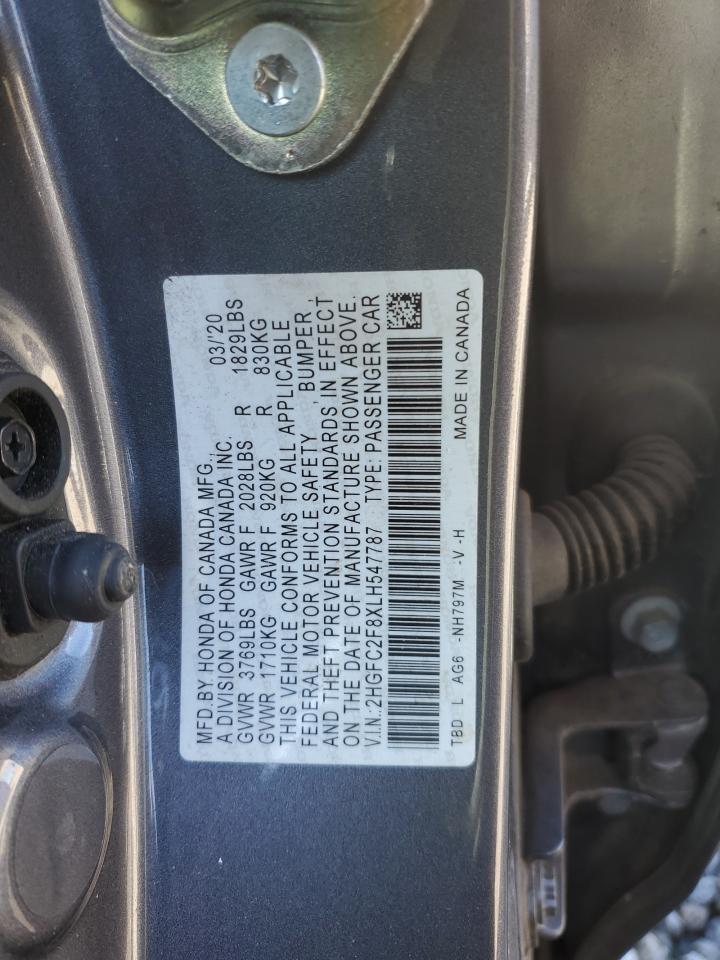 MFD.BY HONDA OF CANADA MFG., 03/'20
A DIVISION OF HONDA CANADA INC.
GVWR 3769LBS GAWR F 2028LBS R 1829LBS
GVWR 1710KG GAWR F 920KG R 830KG
THIS VEHICLE CONFORMS TO ALL APPLICABLE
FEDERAL MOTOR VEHICLE SAFETY , BUMPER ,
AND THEFT PREVENTION STANDARDS IN EFFECT
ON THE DATE OF MANUFACTURE SHOWN ABOVE.
V.I.N.:2HGFC2F8XLH547787 TYPE: PASSENGER CAR
TBD L AG6 -NH797M -V -H MADE IN CANADA